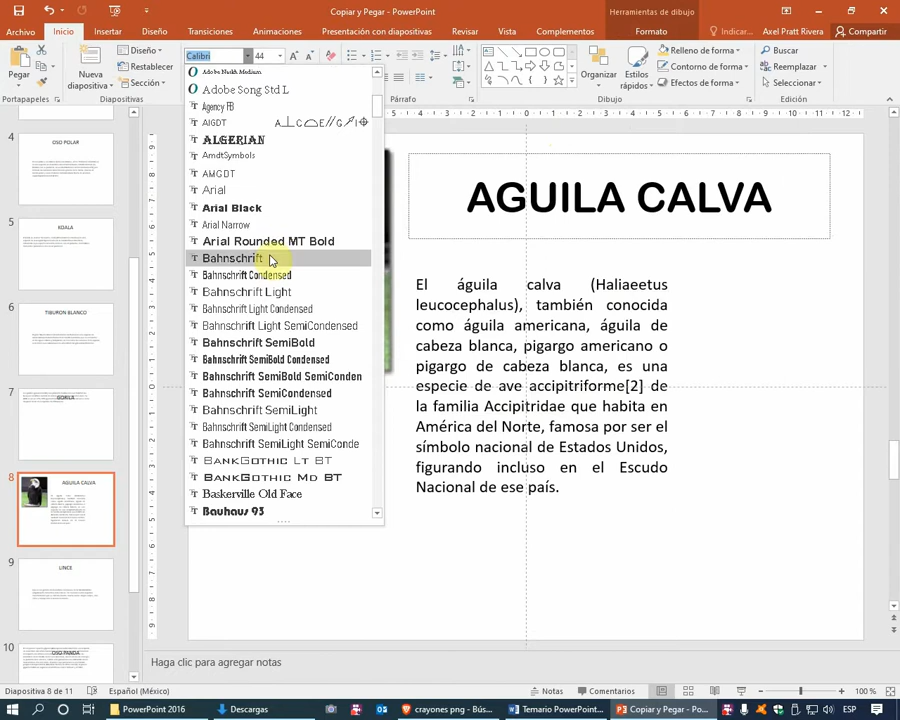 Copiar y Pegar - PowerPoint
Herramientas de dibujo
Archivo
Inicio
Insertar
Diseño
Transiciones
Animaciones
Presentación con diapositivas
Revisar
Vista
Complementos
Formato
Indicar...
Axel Pratt Rivera
Compartir
Pegar
Nueva
diapositiva
Diseño
Restablecer
Sección
Calibri
44
Organizar
Estilos
rápidos
Relleno de forma
Contorno de forma
Efectos de forma
Buscar
Reemplazar
Seleccionar
Portapapeles
Diapositivas
Párrafo
Dibujo
Edición
Adobe Song Std L
Agency FB
AIGDT
ALGERIAN
AmdtSymbols
AMGDT
Arial
Arial Black
Arial Narrow
Arial Rounded MT Bold
Bahnschrift
Bahnschrift Condensed
Bahnschrift Light
Bahnschrift Light Condensed
Bahnschrift Light SemiCondensed
Bahnschrift SemiBold
Bahnschrift SemiBold Condensed
Bahnschrift SemiBold SemiConden
Bahnschrift SemiCondensed
Bahnschrift SemiLight
Bahnschrift SemiLight Condensed
Bahnschrift SemiLight SemiConde
BankGothic Lt BT
BankGothic Md BT
Baskerville Old Face
Bauhaus 93
4
OSO POLAR
5
KOALA
6
TIBURON BLANCO
7
GORILA
8
AGUILA CALVA
9
LINCE
10
OSO PANDA
AGUILA CALVA
El águila calva (Haliaeetus
leucocephalus), también conocida
como águila americana, águila de
cabeza blanca, pigargo americano o
pigargo de cabeza blanca, es una
especie de ave accipitriforme[2] de
la familia Accipitridae que habita en
América del Norte, famosa por ser el
símbolo nacional de Estados Unidos,
figurando incluso en el Escudo
Nacional de ese país.
Haga clic para agregar notas
Diapositiva 8 de 11
Español (México)
Notas
Comentarios
100 %
PowerPoint 2016
Descargas
crayones png - Bús...
Temario PowerPoint...
Copiar y Pegar - Po...
ESP